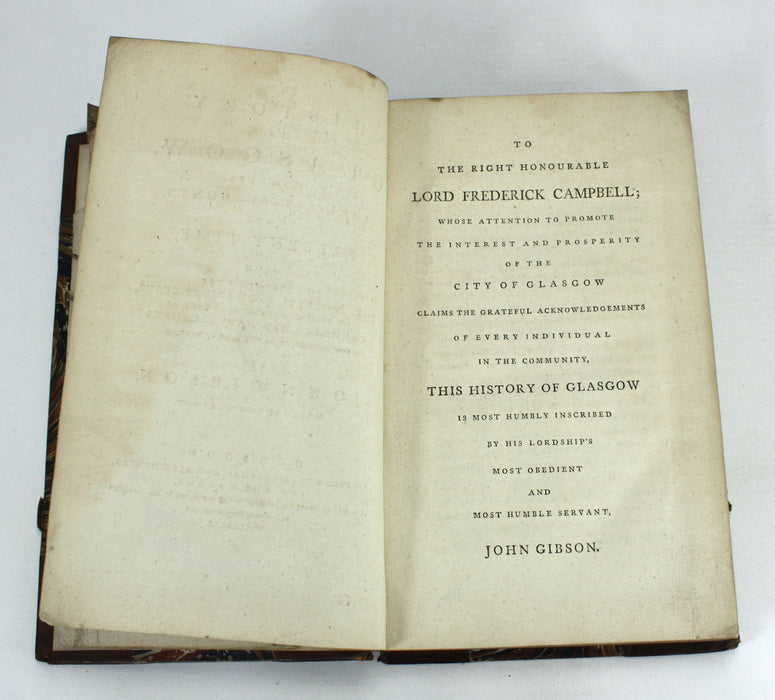 TO
THE RIGHT HONOURABLE
LORD FREDERICK CAMPBELL;
WHOSE ATTENTION TO PROMOTE
THE INTEREST AND PROSPERITY
OF THE
CITY OF GLASGOW
CLAIMS THE GRATEFUL ACKNOWLEDGEMENTS
OF EVERY INDIVIDUAL
IN THE COMMUNITY,
THIS HISTORY OF GLASGOW
IS MOST HUMBLY INSCRIBED
BY HIS LORDSHIP'S
MOST OBEDIENT
AND
MOST HUMBLE SERVANT,
JOHN GIBSON.